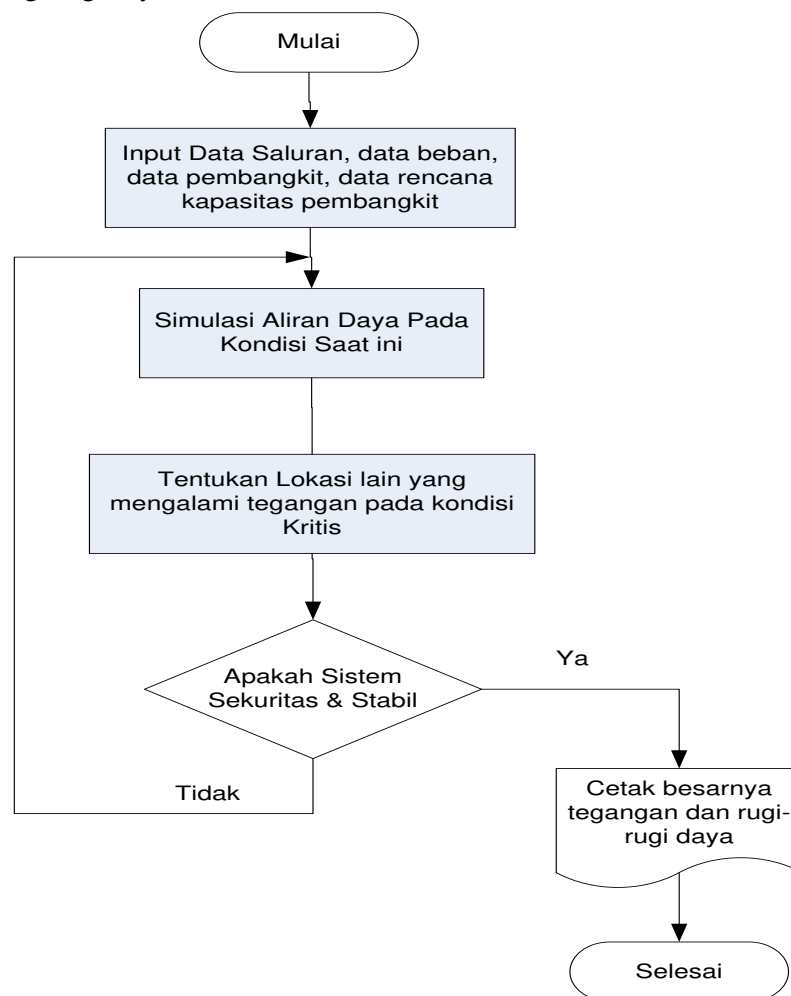 Mulai
Input Data Saluran, data beban,
data pembangkit, data rencana
kapasitas pembangkit
Simulasi Aliran Daya Pada
Kondisi Saat ini
Tentukan Lokasi lain yang
mengalami tegangan pada kondisi
Kritis
Apakah Sistem
Sekuritas & Stabil
Ya
Tidak
Cetak besarnya
tegangan dan rugi-
rugi daya
Selesai